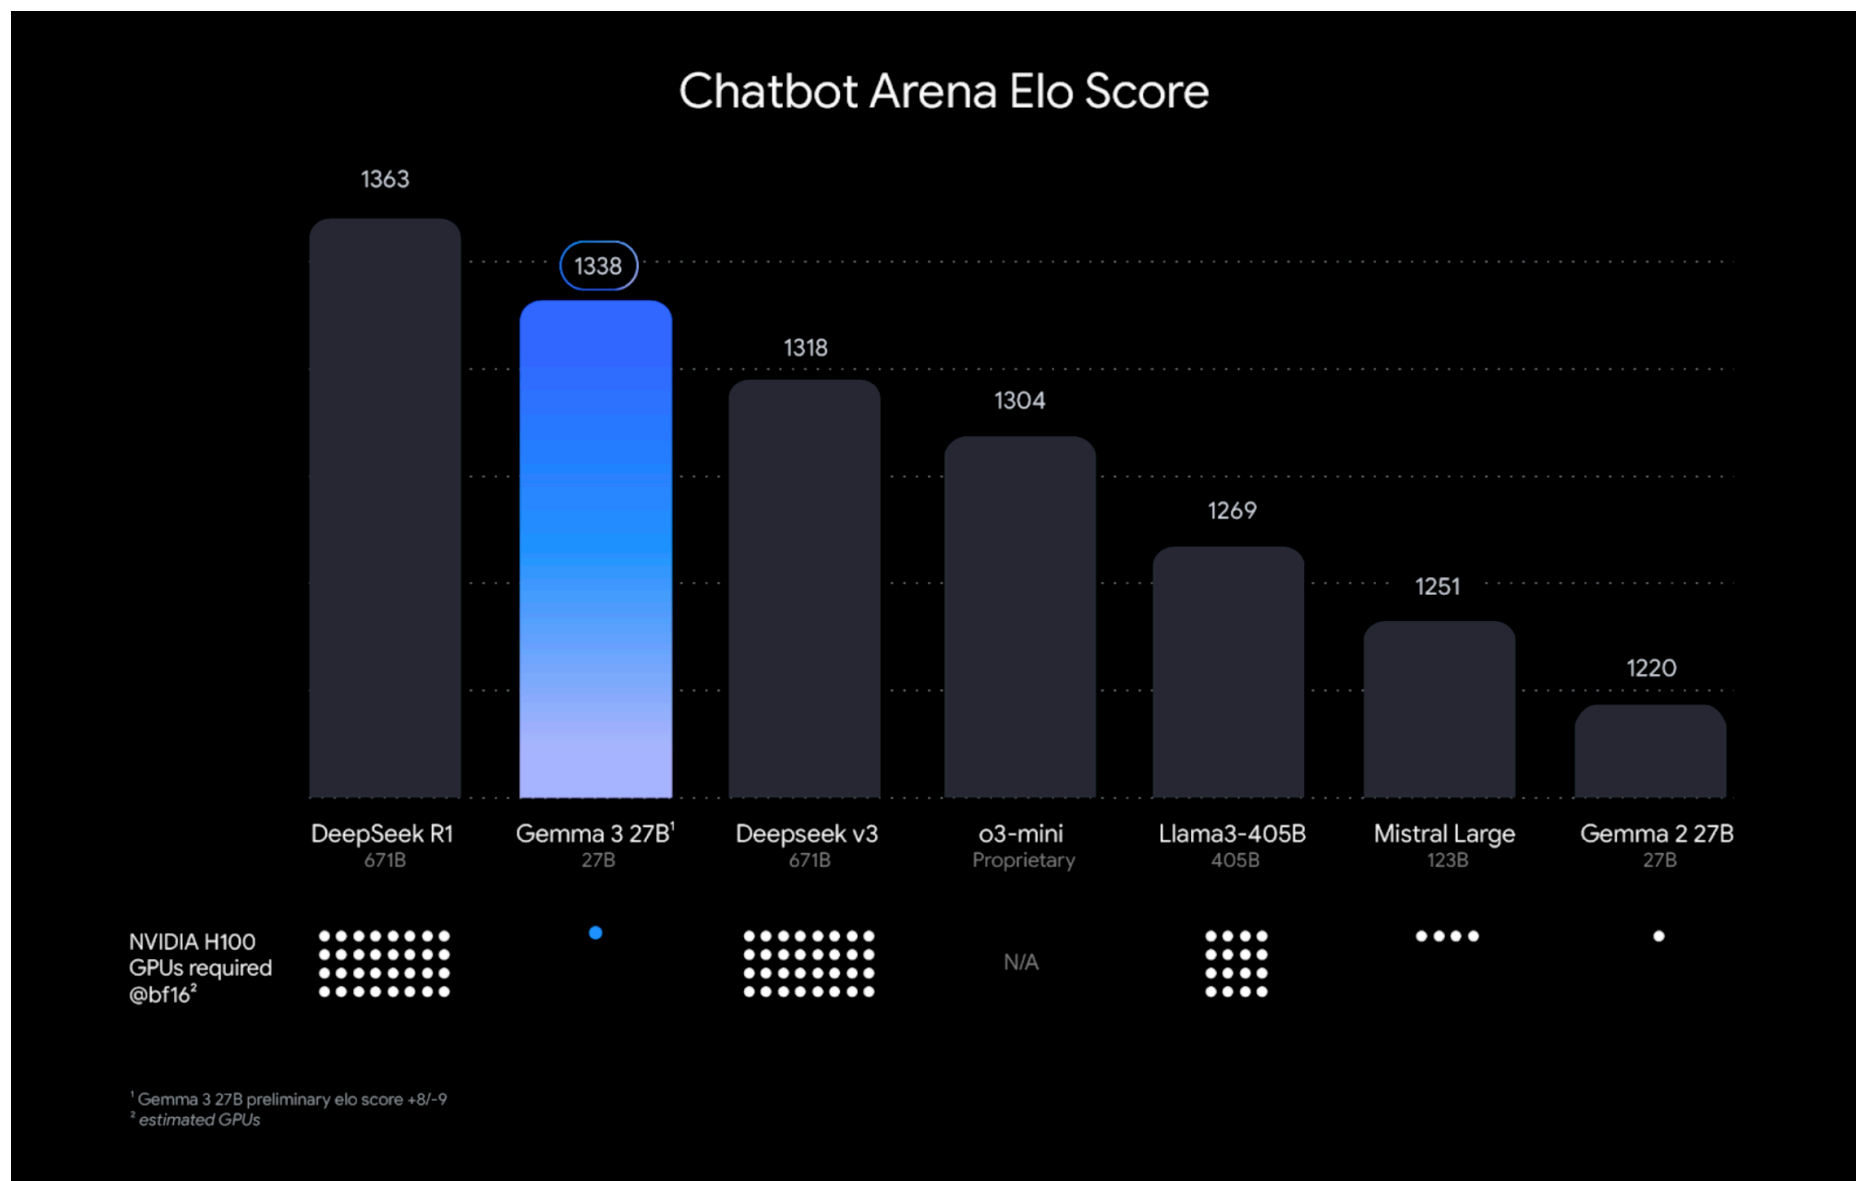 Chatbot Arena Elo Score
1363
1338
1318
1304
1269
1251
1220
DeepSeek R1
671B
Gemma 3 27B¹
27B
Deepseek v3
671B
o3-mini
Proprietary
Llama3-405B
405B
Mistral Large
123B
Gemma 2 27B
27B
NVIDIA H100
GPUs required
@bf16²
N/A
¹ Gemma 3 27B preliminary elo score +8/-9
² estimated GPUs